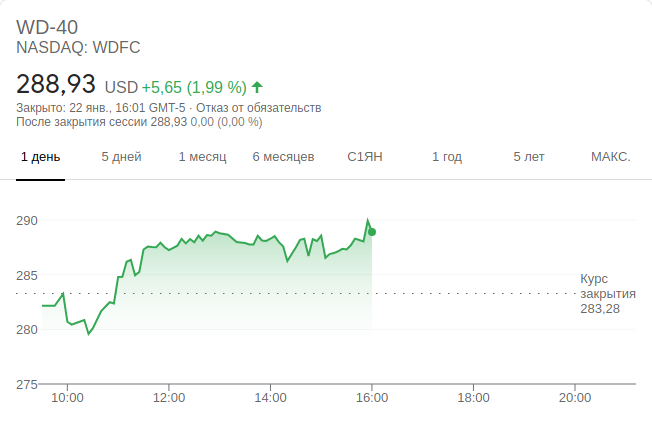 WD-40
NASDAQ: WDFC
288,93 USD +5,65 (1,99 %)
Закрыто: 22 янв., 16:01 GMT-5 · Отказ от обязательств
После закрытия сессии 288,93 0,00 (0,00 %)
1 день 5 дней 1 месяц 6 месяцев С1ЯН 1 год 5 лет МАКС.
290
285
Курс
закрытия
283,28
280
275
10:00 12:00 14:00 16:00 18:00 20:00